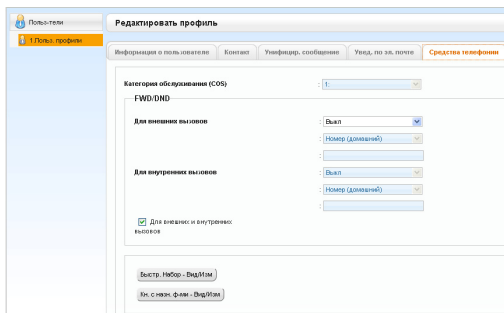 Польз-тели
1.Польз. профили
Редактировать профиль
Информация о пользователе
Контакт
Унифицир. сообщение
Увед. по эл. почте
Средства телефонии
Категория обслуживания (COS)
: 1:
FWD/DND
Для внешних вызовов
: Выкл
: Номер (домашний)
:
Для внутренних вызовов
: Выкл
: Номер (домашний)
:
Для внешних и внутренних
вызовов
Быстр. Набор - Вид/Изм
Кн. с назн. ф-ми - Вид/Изм